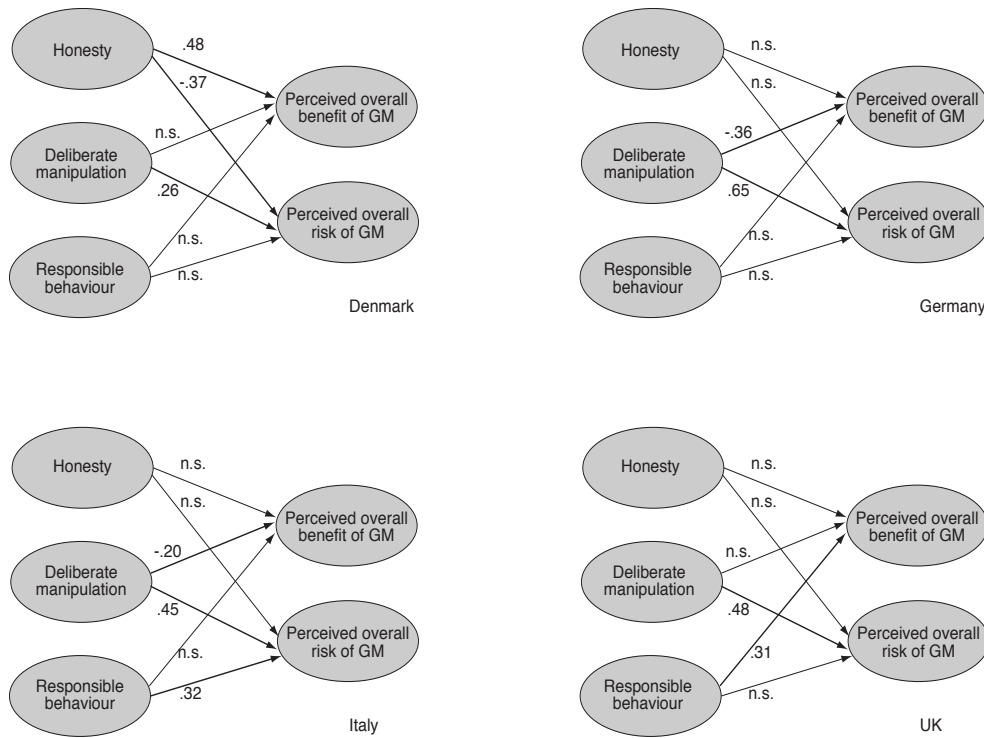 Honesty
.48
-.37
Perceived overall
benefit of GM
n.s.
Deliberate
manipulation
.26
Perceived overall
risk of GM
n.s.
Responsible
behaviour
n.s.
Denmark
Honesty
n.s.
n.s.
Perceived overall
benefit of GM
-.36
Deliberate
manipulation
.65
Perceived overall
risk of GM
n.s.
Responsible
behaviour
n.s.
Germany
Honesty
n.s.
n.s.
Perceived overall
benefit of GM
-.20
Deliberate
manipulation
.45
Perceived overall
risk of GM
n.s.
Responsible
behaviour
.32
Italy
Honesty
n.s.
n.s.
Perceived overall
benefit of GM
n.s.
Deliberate
manipulation
.48
Perceived overall
risk of GM
.31
Responsible
behaviour
n.s.
UK